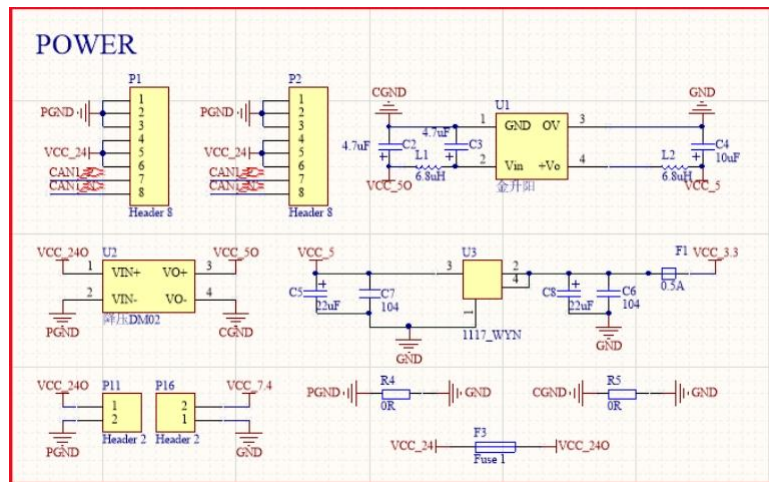 POWER
P1
PGND
1
2
3
4
VCC_24
5
6
7
8
Header 8
P2
PGND
1
2
3
4
VCC_24
5
6
7
8
Header 8
CGND
U1
GND
1
GND
OV
3
4.7uF
4.7uF
C2
C3
C4
10uF
L1
2
Vin
+Vo
4
L2
6.8uH
6.8uH
VCC_5O
金升阳
VCC_5
VCC_24O
U2
VCC_5O
1
VIN+
VO+
3
2
VIN-
VO-
4
PGND
降压DM02
CGND
VCC_5
U3
F1
VCC_3.3
3
2
4
0.5A
C5
22uF
C7
104
C8
22uF
C6
104
1
1117_WYN
GND
GND
VCC_24O
P11
P16
VCC_7.4
1
2
2
1
PGND
Header 2
Header 2
GND
R4
PGND
GND
0R
R5
CGND
GND
0R
F3
VCC_24
VCC_24O
Fuse 1